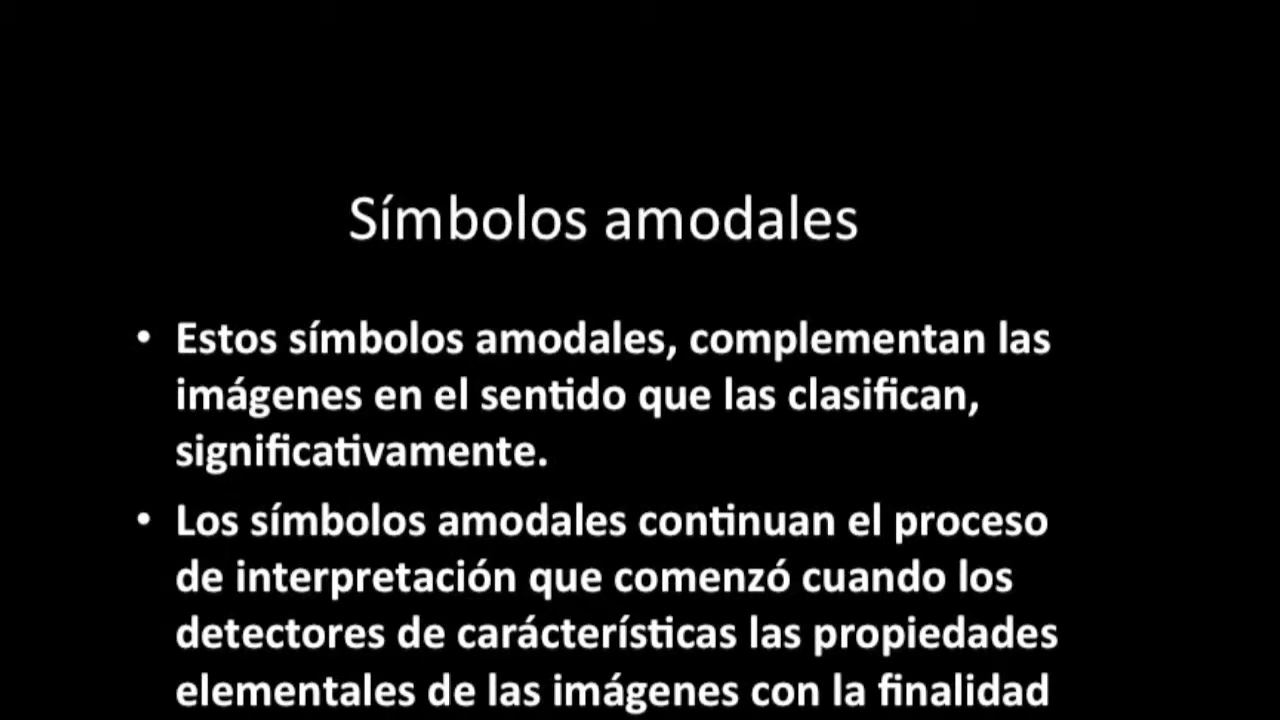 Símbolos amodales
• Estos símbolos amodales, complementan las
imágenes en el sentido que las clasifican,
significativamente.
• Los símbolos amodales continuan el proceso
de interpretación que comenzó cuando los
detectores de carácterísticas las propiedades
elementales de las imágenes con la finalidad